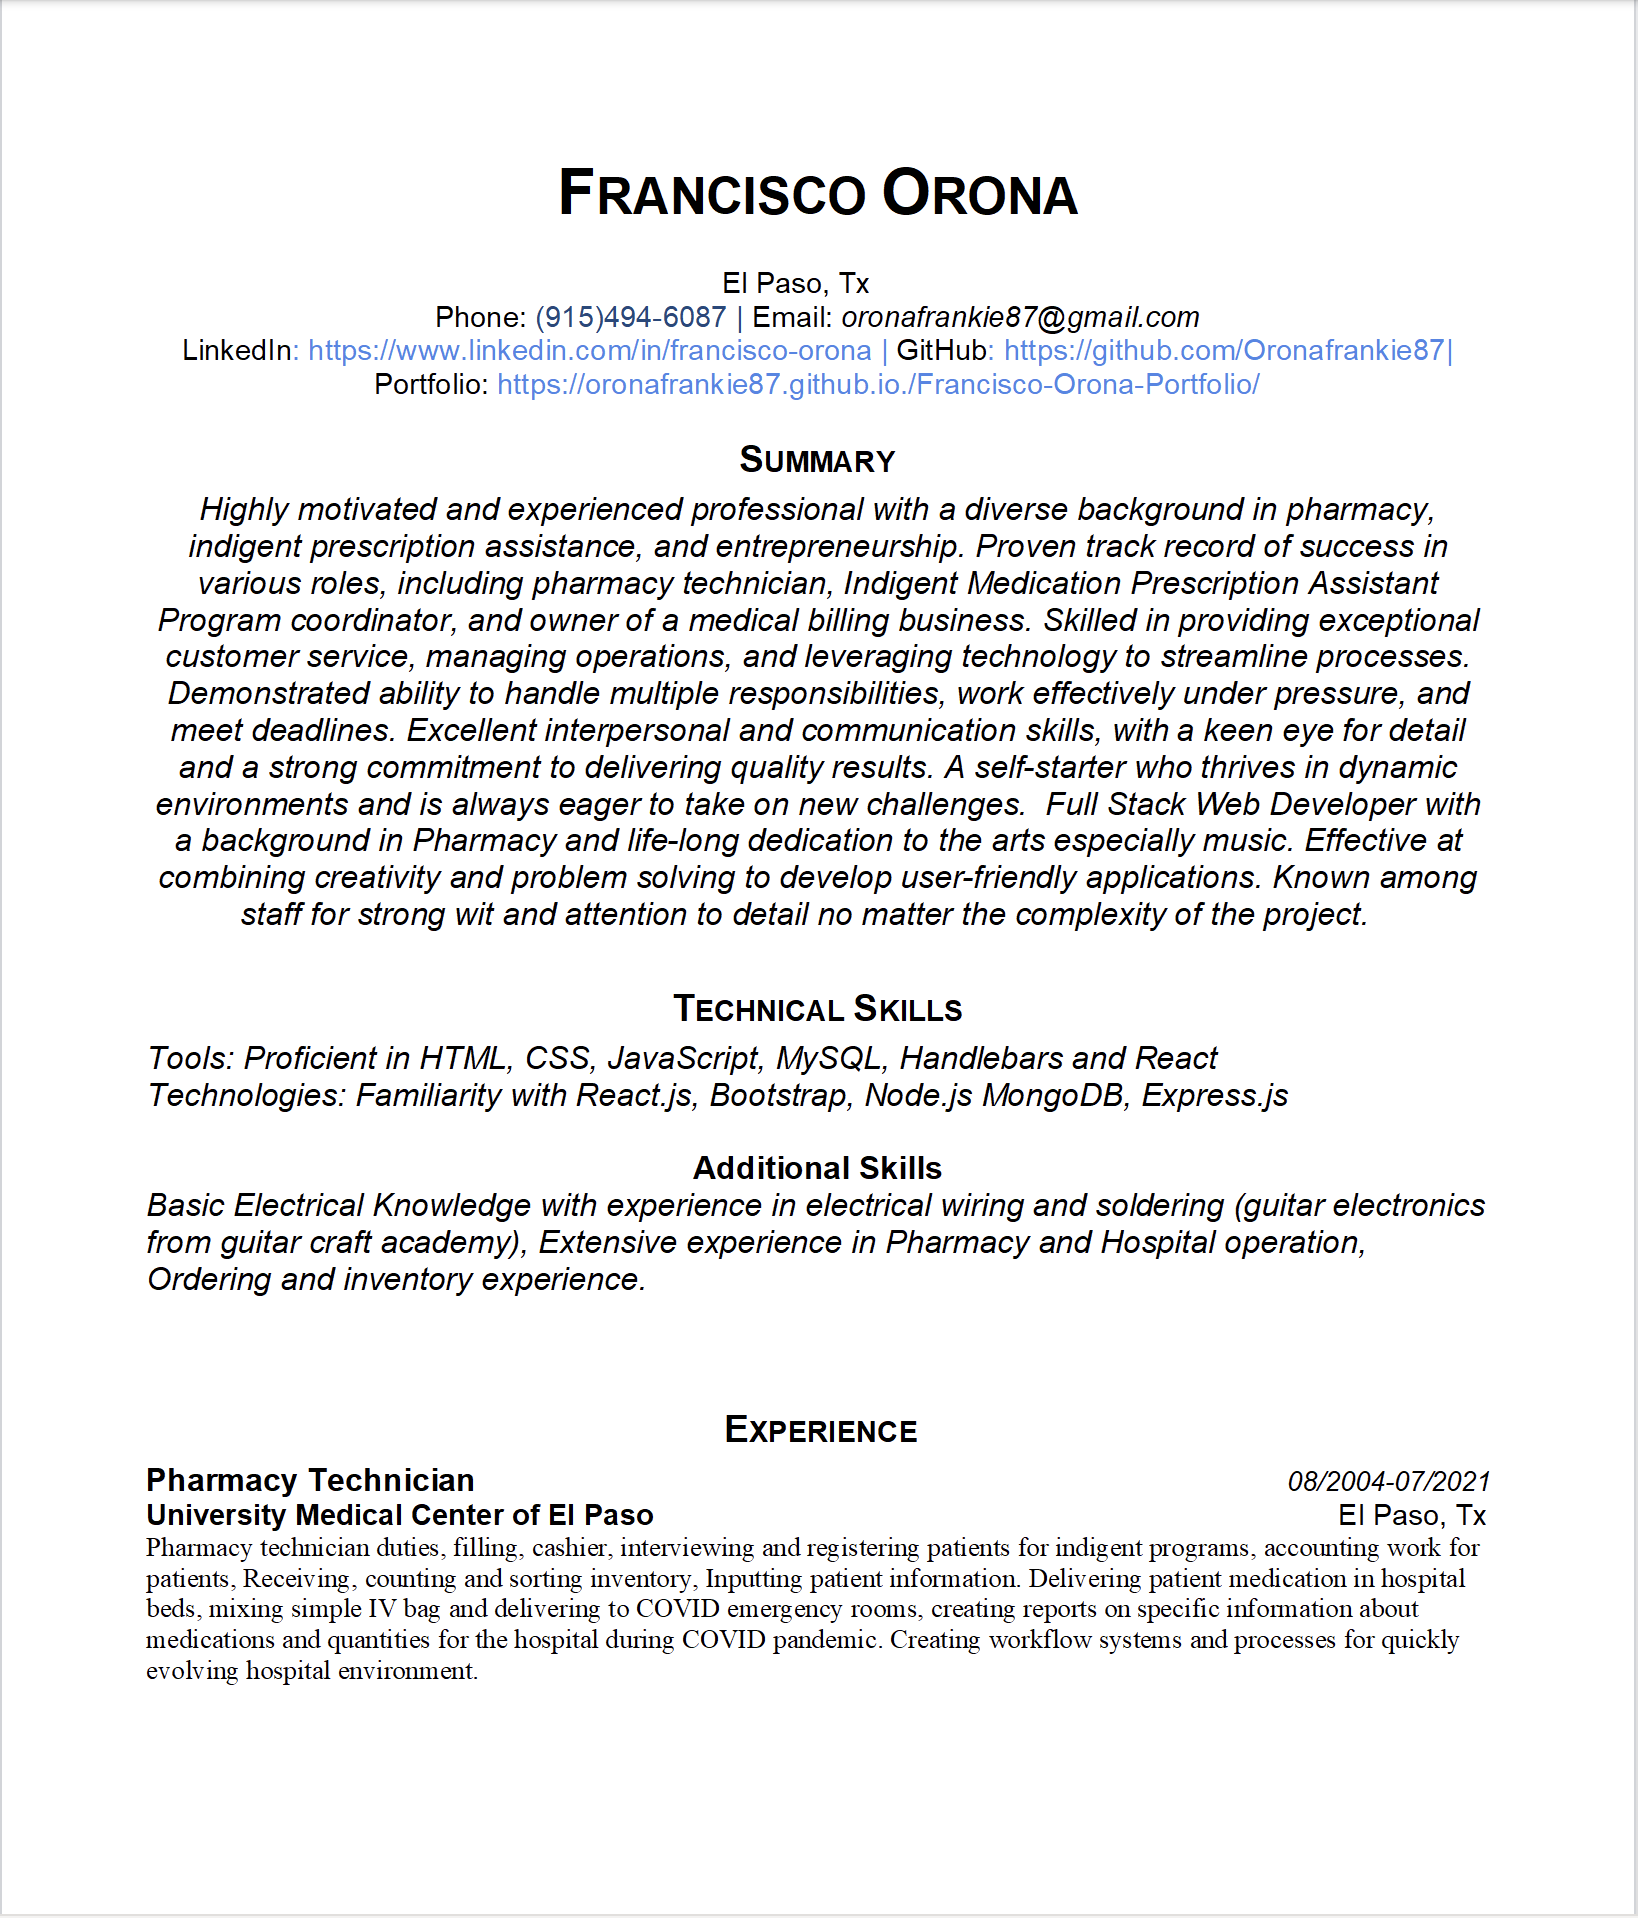 Francisco Orona
El Paso, Tx
Phone: (915)494-6087 | Email: oronafrankie87@gmail.com
LinkedIn: https://www.linkedin.com/in/francisco-orona | GitHub: https://github.com/Oronafrankie87|
Portfolio: https://oronafrankie87.github.io./Francisco-Orona-Portfolio/
Summary
Highly motivated and experienced professional with a diverse background in pharmacy,
indigent prescription assistance, and entrepreneurship. Proven track record of success in
various roles, including pharmacy technician, Indigent Medication Prescription Assistant
Program coordinator, and owner of a medical billing business. Skilled in providing exceptional
customer service, managing operations, and leveraging technology to streamline processes.
Demonstrated ability to handle multiple responsibilities, work effectively under pressure, and
meet deadlines. Excellent interpersonal and communication skills, with a keen eye for detail
and a strong commitment to delivering quality results. A self-starter who thrives in dynamic
environments and is always eager to take on new challenges.  Full Stack Web Developer with
a background in Pharmacy and life-long dedication to the arts especially music. Effective at
combining creativity and problem solving to develop user-friendly applications. Known among
staff for strong wit and attention to detail no matter the complexity of the project.
Technical Skills
Tools: Proficient in HTML, CSS, JavaScript, MySQL, Handlebars and React
Technologies: Familiarity with React.js, Bootstrap, Node.js MongoDB, Express.js
Additional Skills
Basic Electrical Knowledge with experience in electrical wiring and soldering (guitar electronics
from guitar craft academy), Extensive experience in Pharmacy and Hospital operation,
Ordering and inventory experience.
Experience
Pharmacy Technician 08/2004-07/2021
University Medical Center of El Paso El Paso, Tx
Pharmacy technician duties, filling, cashier, interviewing and registering patients for indigent programs, accounting work for
patients, Receiving, counting and sorting inventory, Inputting patient information. Delivering patient medication in hospital
beds, mixing simple IV bag and delivering to COVID emergency rooms, creating reports on specific information about
medications and quantities for the hospital during COVID pandemic. Creating workflow systems and processes for quickly
evolving hospital environment.